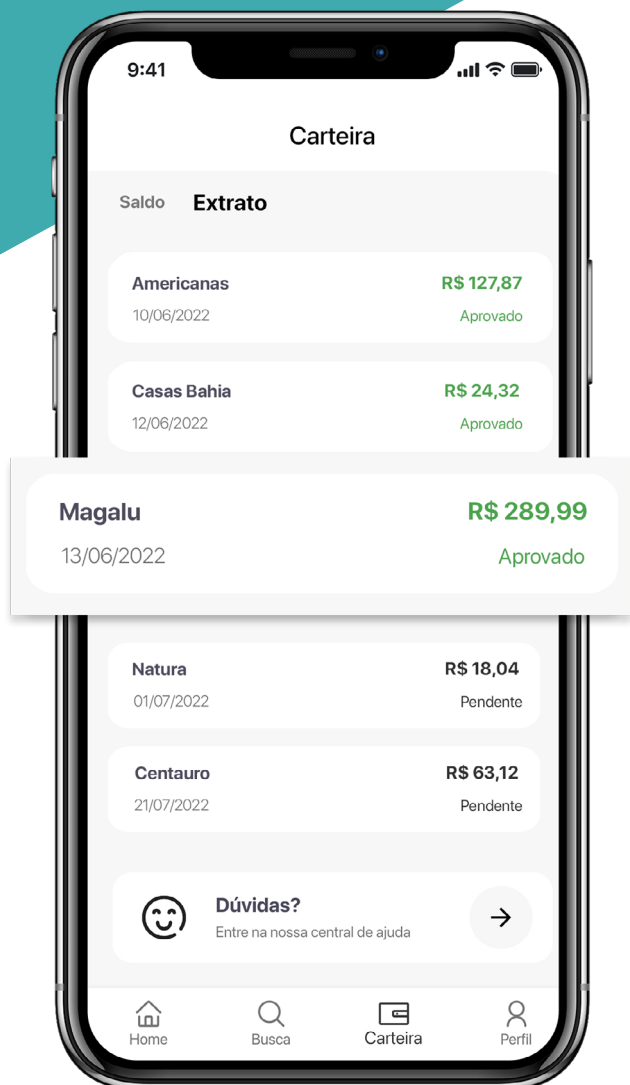 9:41
Carteira
Saldo Extrato
Americanas R$ 127,87
10/06/2022 Aprovado
Casas Bahia R$ 24,32
12/06/2022 Aprovado
Magalu R$ 289,99
13/06/2022 Aprovado
Natura R$ 18,04
01/07/2022 Pendente
Centauro R$ 63,12
21/07/2022 Pendente
Dúvidas?
Entre na nossa central de ajuda
Home Busca Carteira Perfil